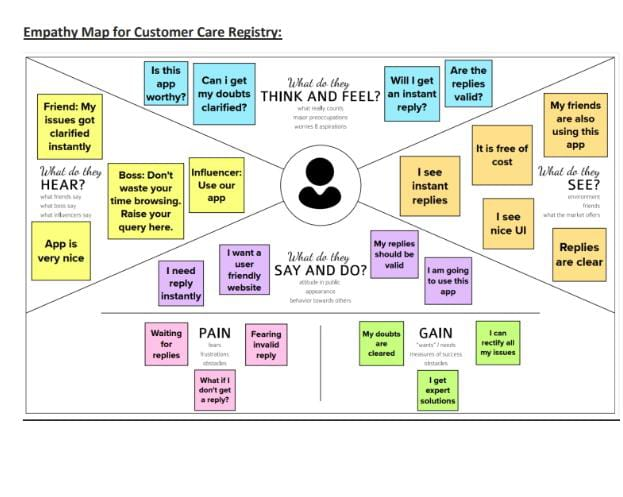 Empathy Map for Customer Care Registry:
Is this
app
worthy?
Can i get
my doubts
clarified?
What do they
THINK AND FEEL?
what really counts
major preoccupations
worries & aspirations
Will I get
an instant
reply?
Are the
replies
valid?
Friend: My
issues got
clarified
instantly
What do they
HEAR?
what friends say
what boss say
what influencers say
Boss: Don't
waste your
time browsing.
Raise your
query here.
Influencer:
Use our
app
App is
very nice
I see
instant
replies
It is free of
cost
My friends
are also
using this
app
What do they
SEE?
environment
friends
what the market offers
I see
nice UI
Replies
are clear
I need
reply
instantly
I want a
user
friendly
website
What do they
SAY AND DO?
attitude in public
appearance
behavior towards others
My replies
should be
valid
I am going
to use this
app
Waiting
for
replies
PAIN
fears
frustrations
obstacles
Fearing
invalid
reply
What if I
don't get
a reply?
My doubts
are
cleared
GAIN
"wants" / needs
measures of success
obstacles
I can
rectify all
my issues
I get
expert
solutions